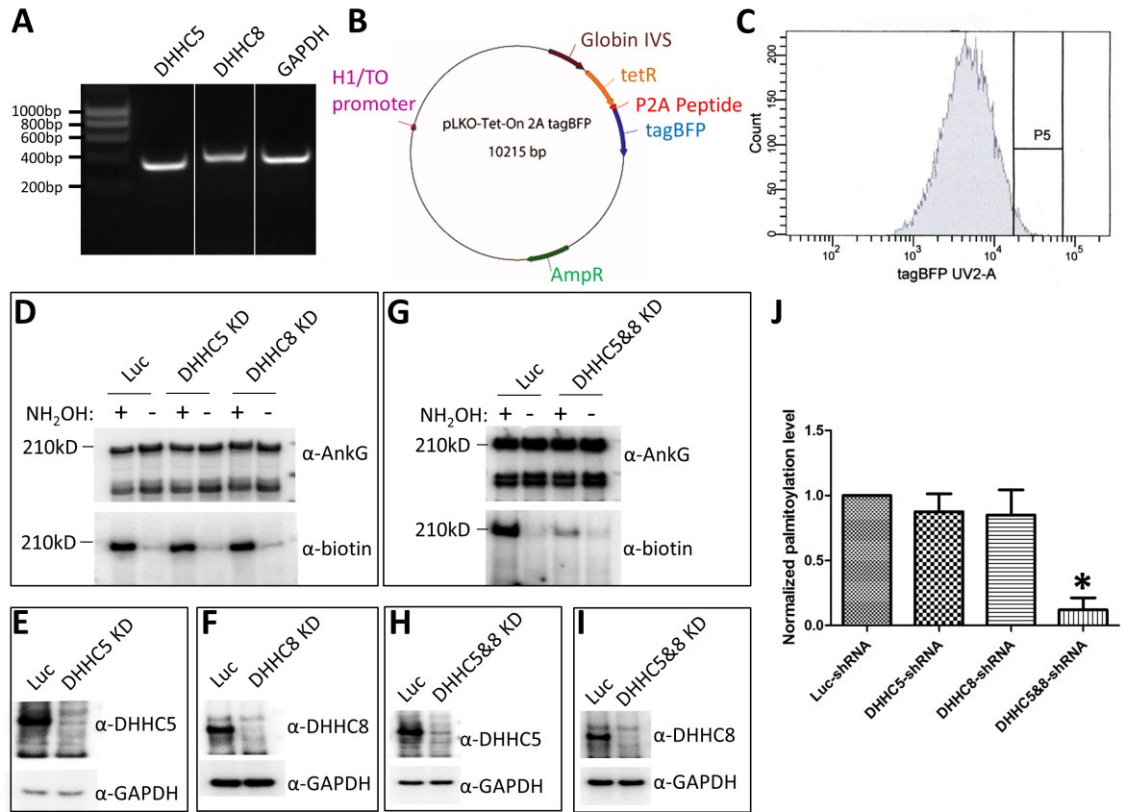 A
DHHC5
DHHC8
GAPDH
1000bp
800bp
600bp
400bp
200bp
B
Globin IVS
tetR
P2A Peptide
tagBFP
H1/TO
promoter
pLKO-Tet-On 2A tagBFP
10215 bp
AmpR
C
Count
200
150
100
50
0
P5
10²
10³
10⁴
10⁵
tagBFP UV2-A
D
Luc
DHHC5 KD
DHHC8 KD
NH₂OH: + - + - + -
210kD
α-AnkG
210kD
α-biotin
G
Luc
DHHC5&8 KD
NH₂OH: + - + -
210kD
α-AnkG
210kD
α-biotin
E
Luc
DHHC5 KD
α-DHHC5
α-GAPDH
F
Luc
DHHC8 KD
α-DHHC8
α-GAPDH
H
Luc
DHHC5&8 KD
α-DHHC5
α-GAPDH
I
Luc
DHHC5&8 KD
α-DHHC8
α-GAPDH
J
Normalized palmitoylation level
1.5
1.0
0.5
0.0
*
Luc-shRNA
DHHC5-shRNA
DHHC8-shRNA
DHHC5&8-shRNA